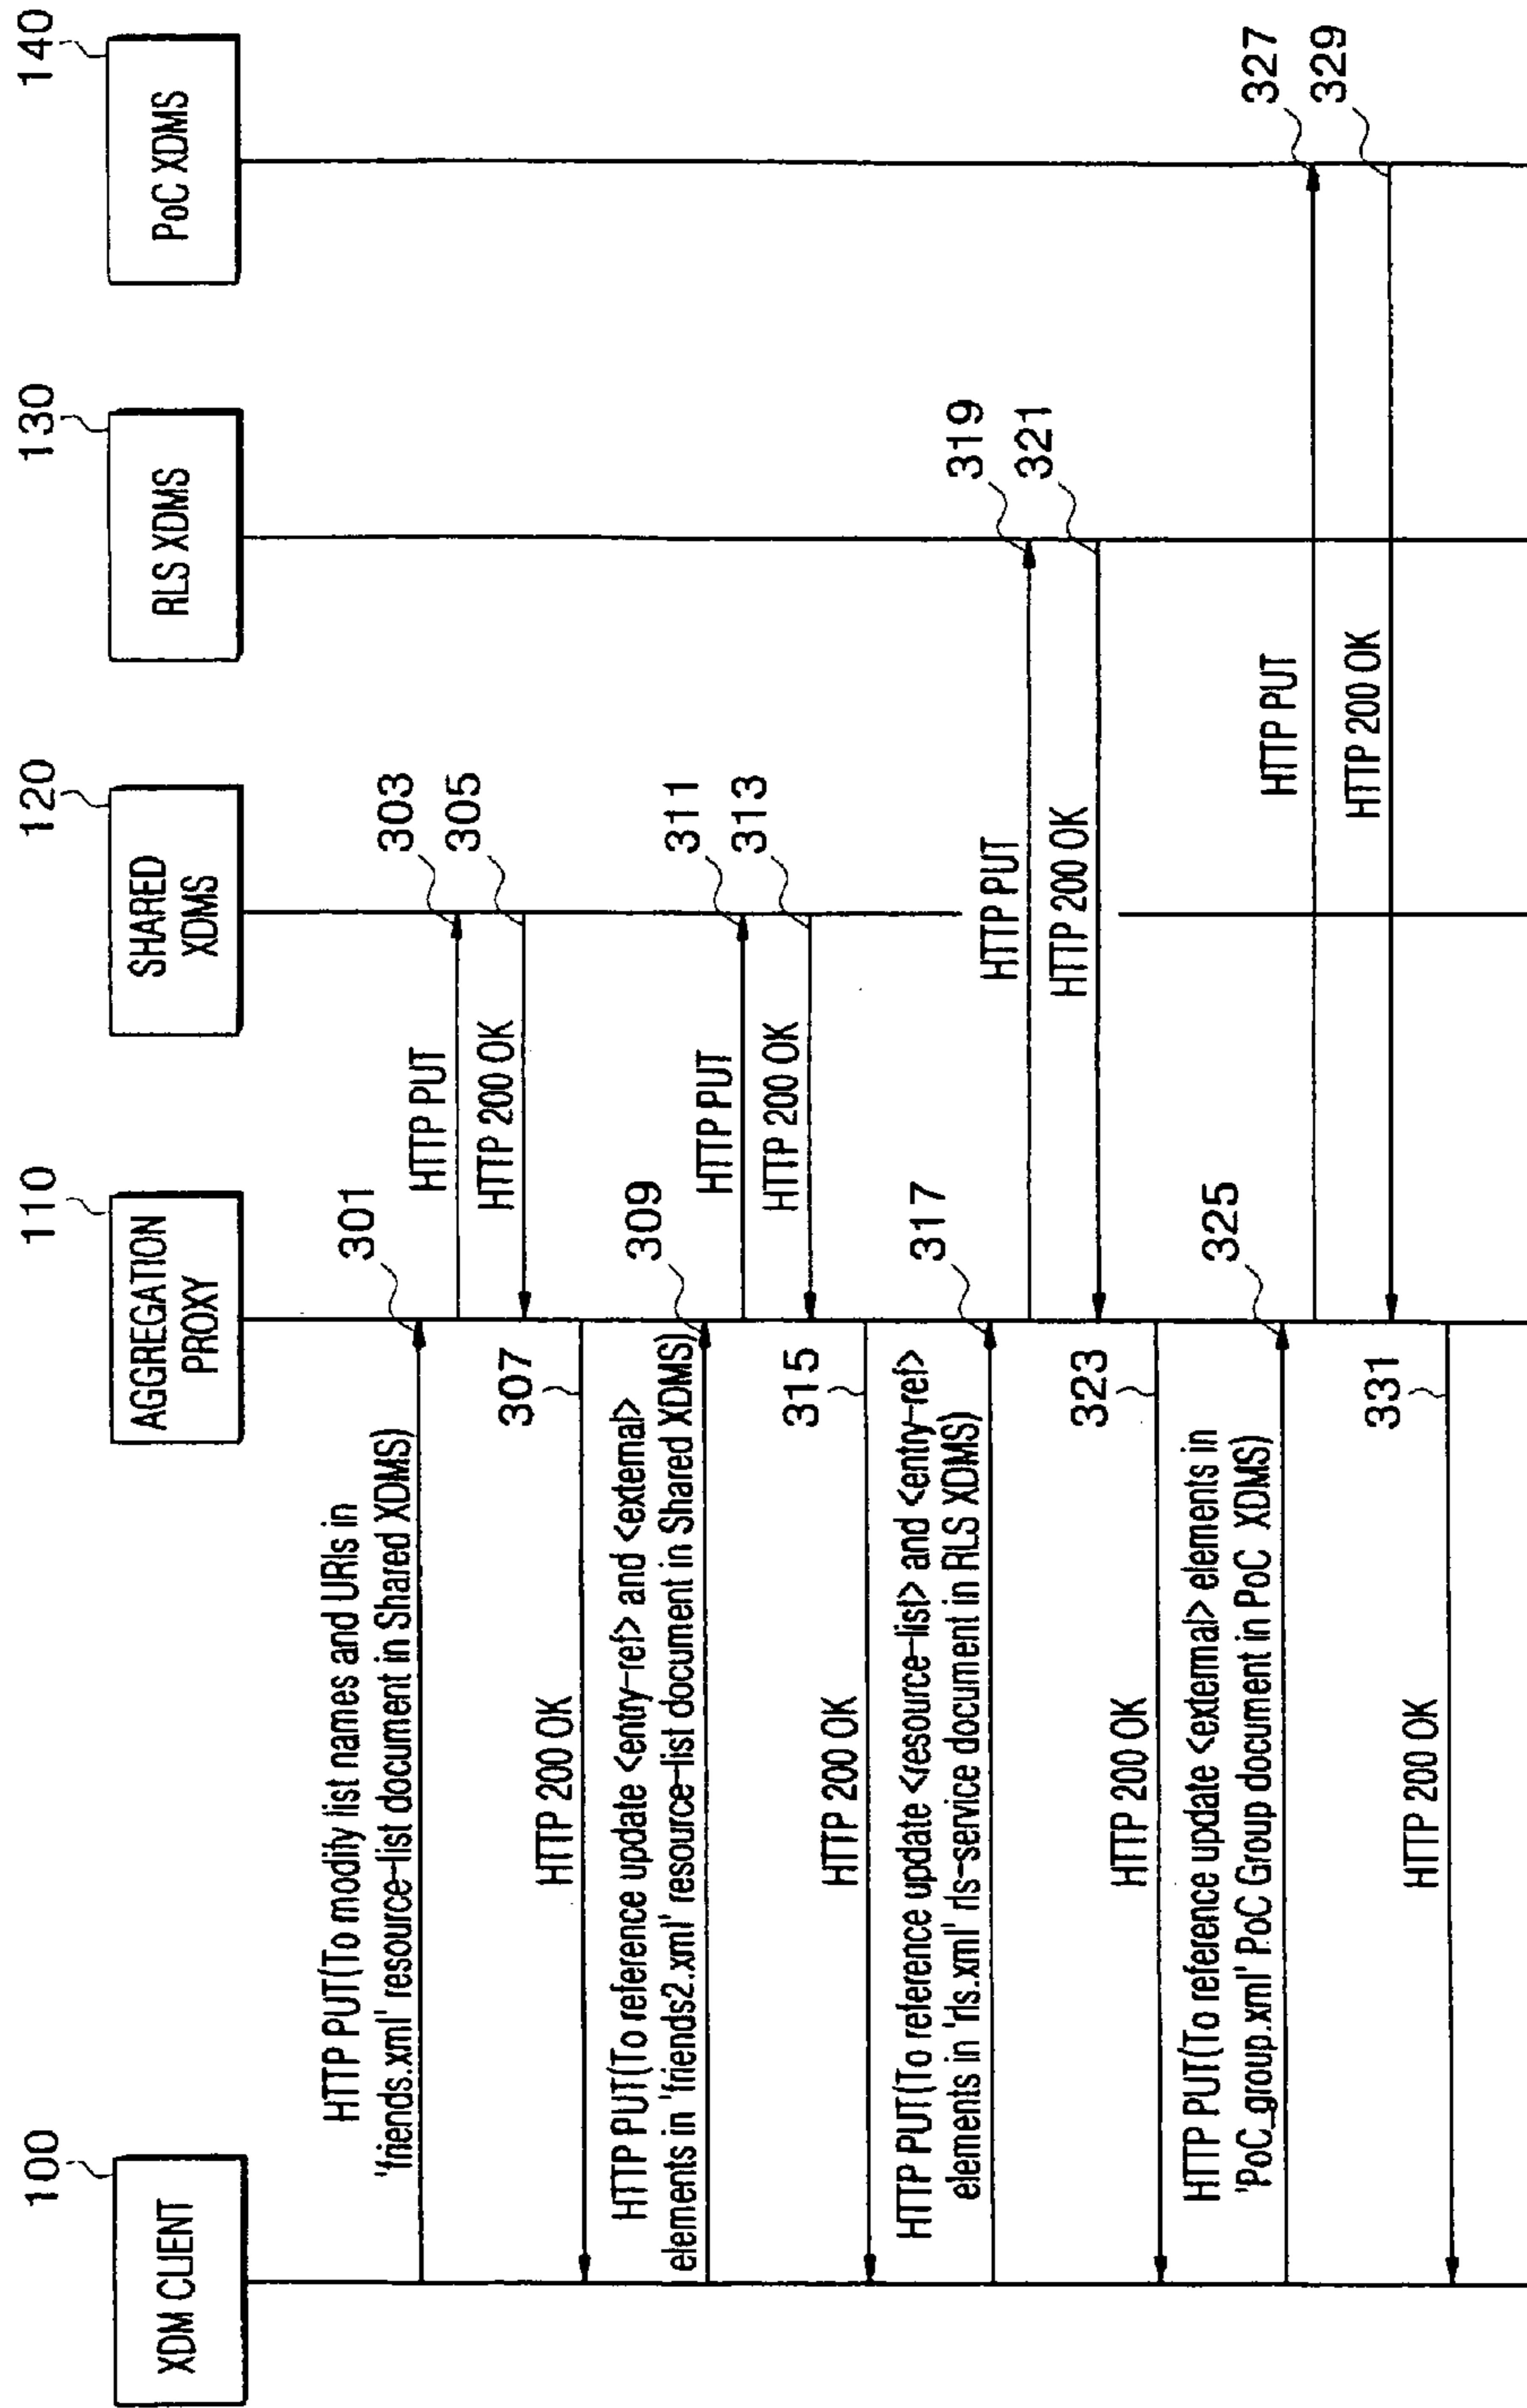 100
XDM CLIENT
110
AGGREGATION
PROXY
120
SHARED
XDMS
130
RLS XDMS
140
PoC XDMS
HTTP PUT(To modify list names and URIs in
'friends.xml' resource-list document in Shared XDMS)
301
HTTP PUT
303
HTTP 200 OK
305
HTTP 200 OK
307
HTTP PUT(To reference update <entry-ref> and <external>
elements in 'friends2.xml' resource-list document in Shared XDMS)
309
HTTP PUT
311
HTTP 200 OK
313
HTTP 200 OK
315
HTTP PUT(To reference update <resource-list> and <entry-ref>
elements in 'rls.xml' rls-service document in RLS XDMS)
317
HTTP PUT
319
HTTP 200 OK
321
HTTP 200 OK
323
HTTP PUT(To reference update <external> elements in
'PoC_group.xml' PoC Group document in PoC XDMS)
325
HTTP PUT
327
HTTP 200 OK
329
HTTP 200 OK
331